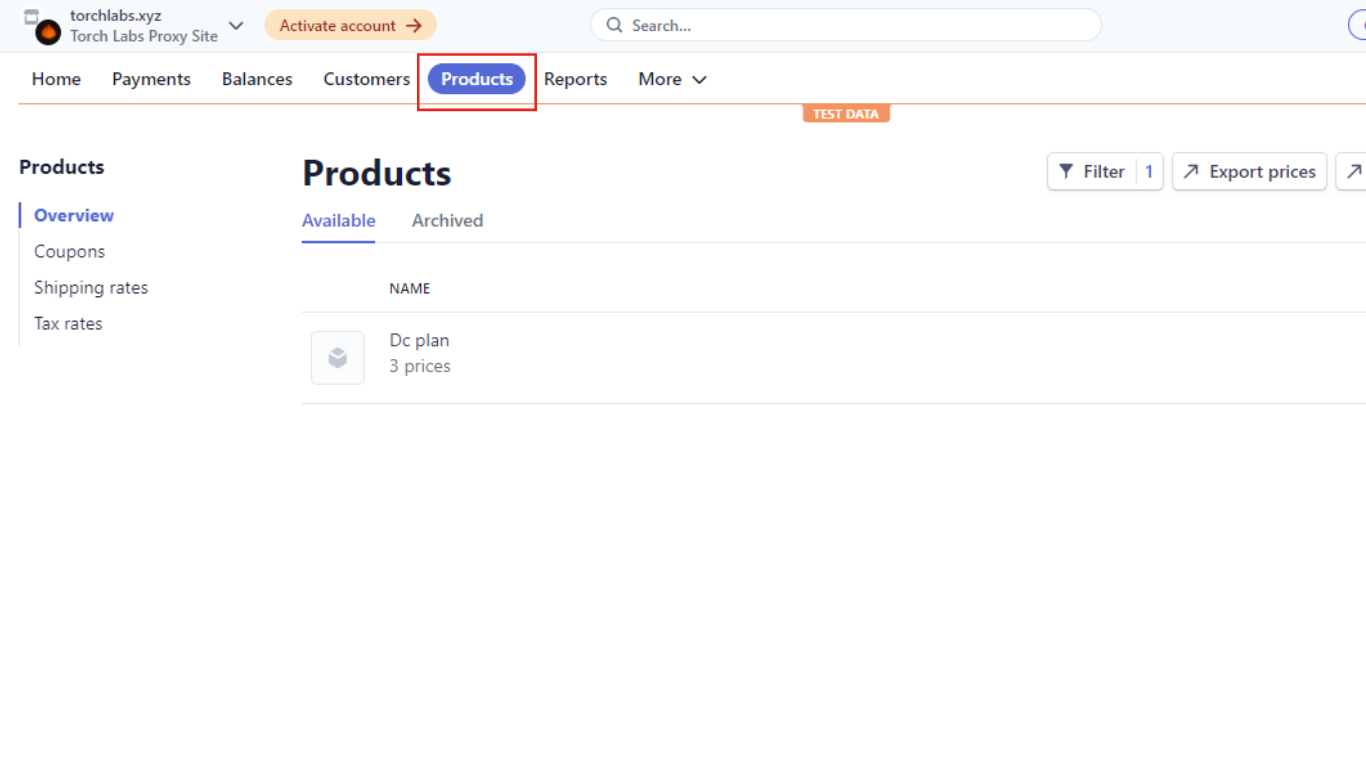 torchlabs.xyz
Torch Labs Proxy Site
Activate account
Search...
Home
Payments
Balances
Customers
Products
Reports
More
TEST DATA
Products
Overview
Coupons
Shipping rates
Tax rates
Products
Filter
1
Export prices
Available
Archived
NAME
Dc plan
3 prices